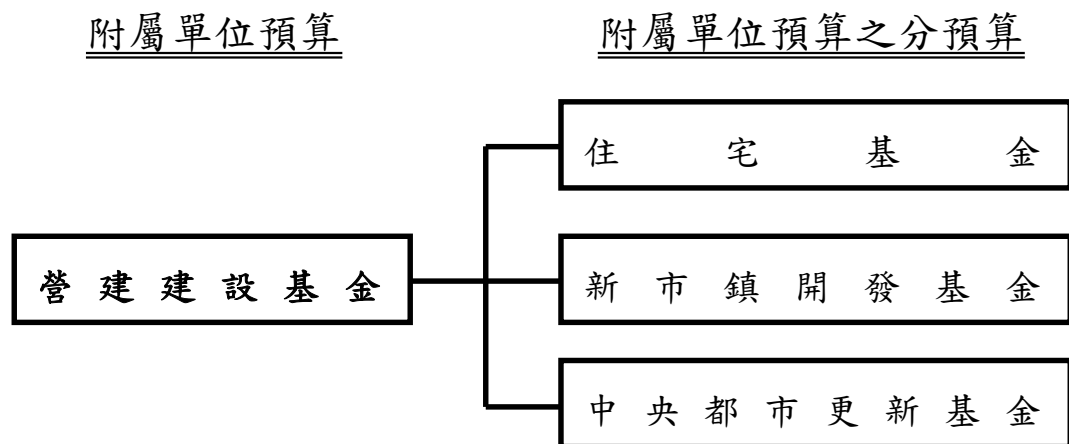 附屬單位預算
附屬單位預算之分預算
住宅基金
營建建設基金
新市鎮開發基金
中央都市更新基金